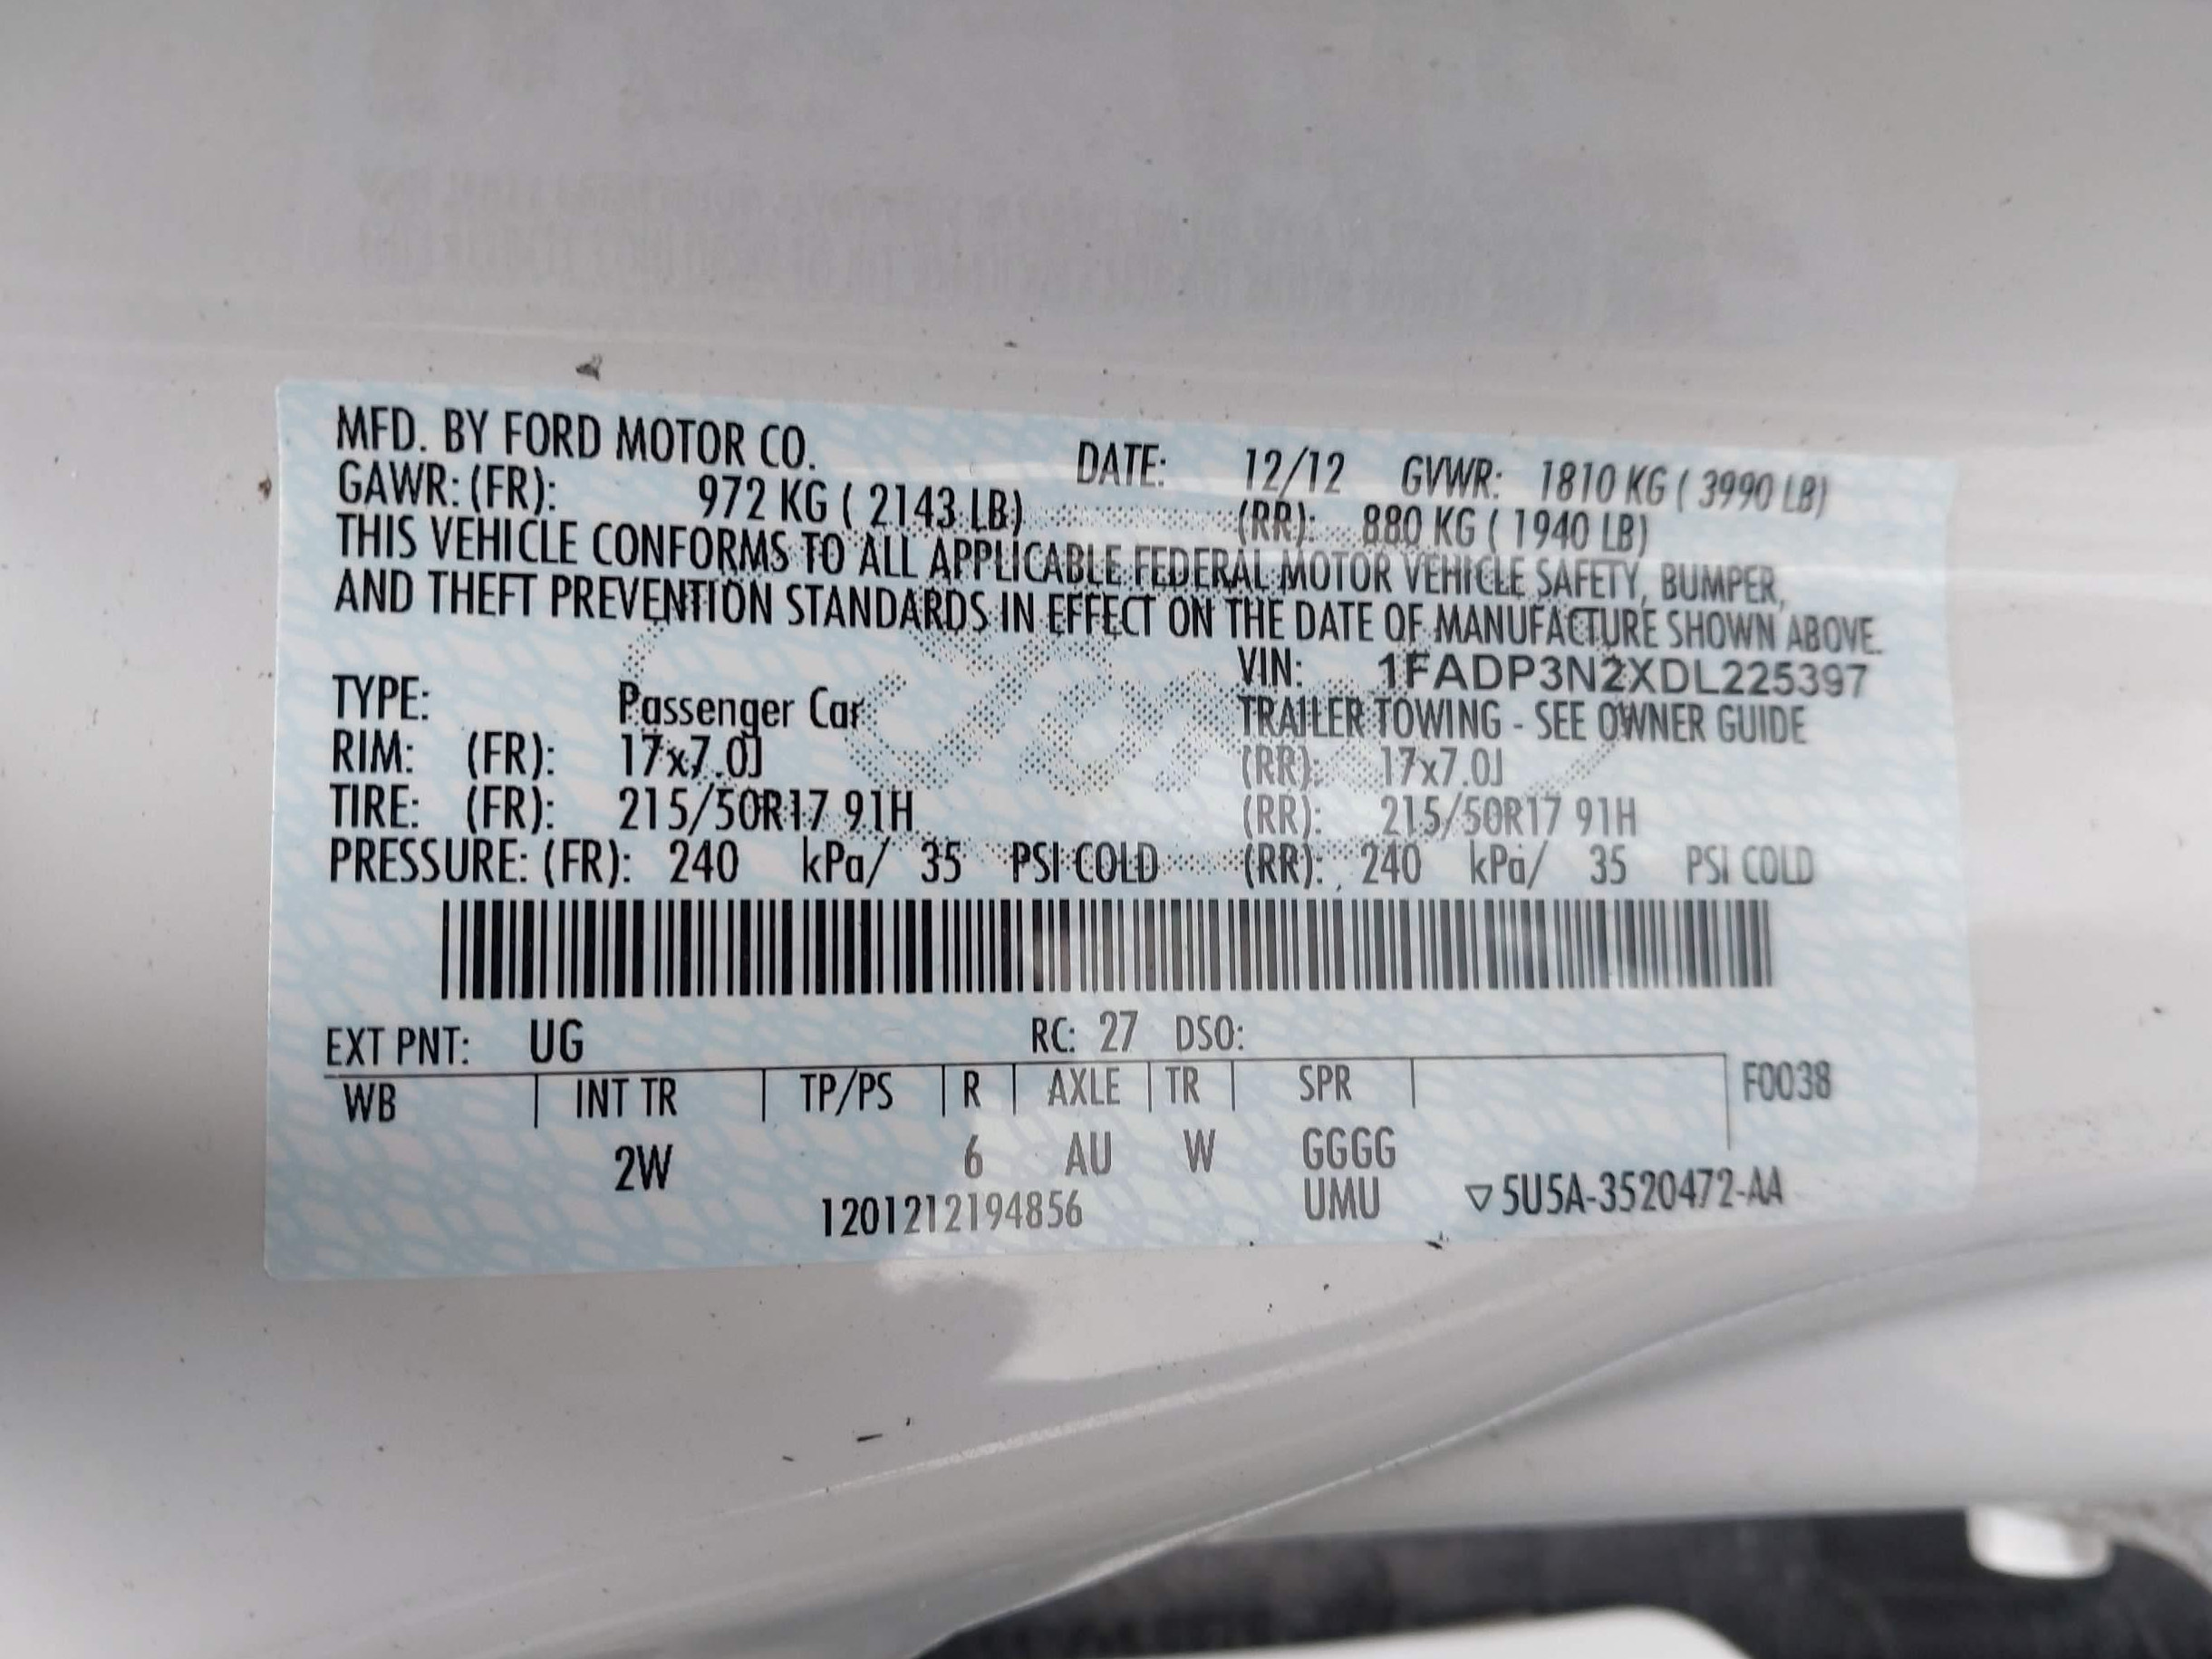 MFD. BY FORD MOTOR CO. DATE: 12/12 GVWR: 1810 KG ( 3990 LB)
GAWR: (FR): 972 KG ( 2143 LB) (RR): 880 KG ( 1940 LB)
THIS VEHICLE CONFORMS TO ALL APPLICABLE FEDERAL MOTOR VEHICLE SAFETY, BUMPER,
AND THEFT PREVENTION STANDARDS IN EFFECT ON THE DATE OF MANUFACTURE SHOWN ABOVE.
VIN: 1FADP3N2XDL225397
TYPE: Passenger Car TRAILER TOWING - SEE OWNER GUIDE
RIM: (FR): 17x7.0J (RR): 17x7.0J
TIRE: (FR): 215/50R17 91H (RR): 215/50R17 91H
PRESSURE: (FR): 240 kPa/ 35 PSI COLD (RR): 240 kPa/ 35 PSI COLD
EXT PNT: UG RC: 27 DSO:
WB INT TR TP/PS R AXLE TR SPR F0038
2W 6 AU W GGGG
1201212194856 UMU ▽5U5A-3520472-AA